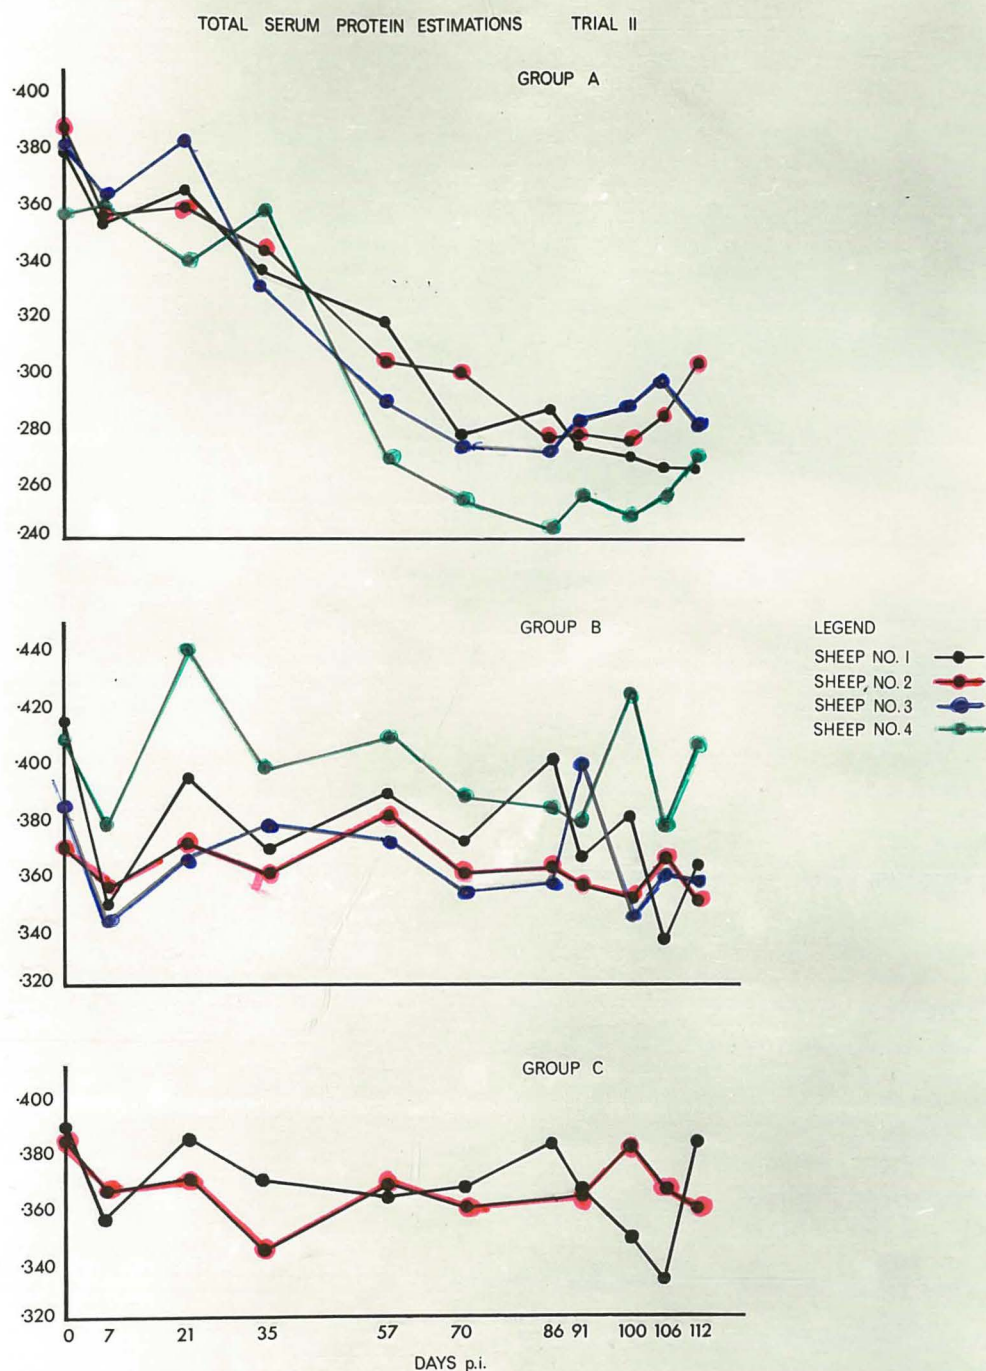 TOTAL SERUM PROTEIN ESTIMATIONS TRIAL II
GROUP A
·400
·380
·360
·340
·320
·300
·280
·260
·240
GROUP B
·440
·420
·400
·380
·360
·340
·320
LEGEND
SHEEP NO. 1
SHEEP NO. 2
SHEEP NO. 3
SHEEP NO. 4
GROUP C
·400
·380
·360
·340
·320
0 7 21 35 57 70 86 91 100 106 112
DAYS p.i.